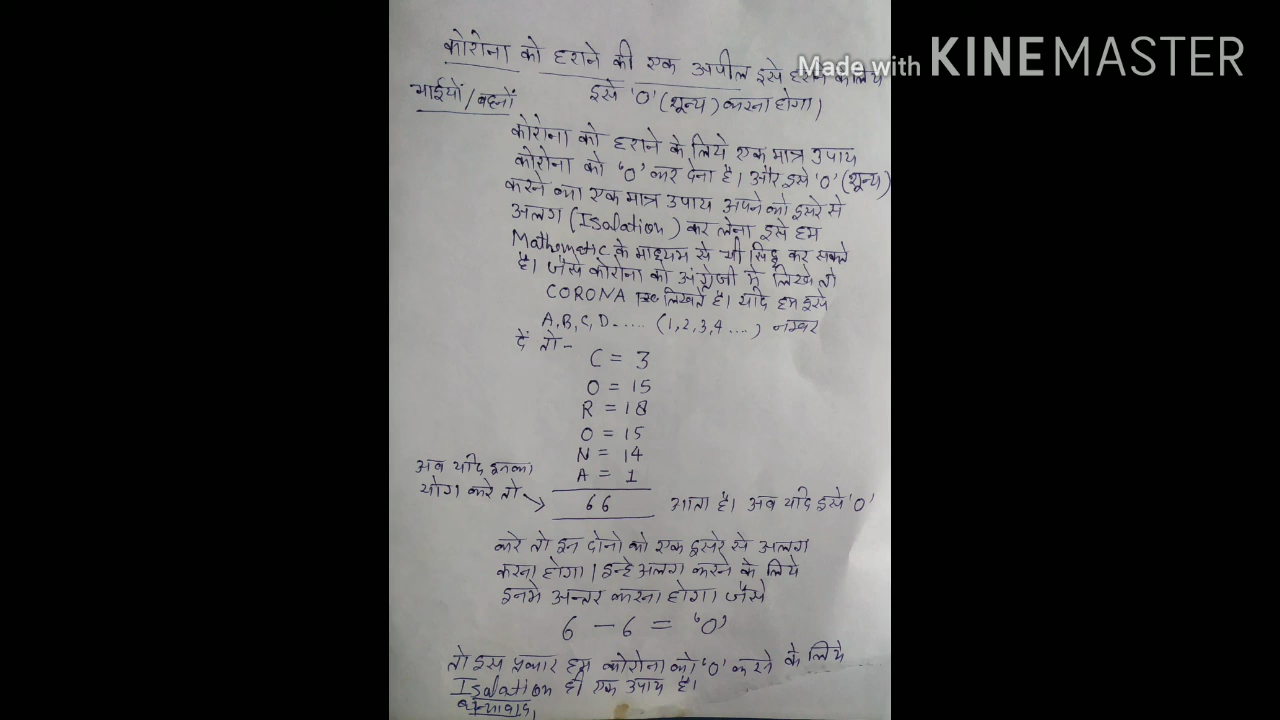 Made with KINEMASTER
कोरोना को हराने की एक अपील इसे हराने के लिये
भाईयों/बहनों
इसे '0' (शून्य) करना होगा।
कोरोना को हराने के लिये एक मात्र उपाय
कोरोना को '0' कर देना है। और इसे '0' (शून्य)
करने का एक मात्र उपाय अपने को दूसरे से
अलग (Isolation) कर लेना इसे हम
Mathematic के माध्यम से भी सिद्ध कर सकते
है। जैसे कोरोना को अंग्रेजी में लिखे तो
CORONA लिखते है। यदि हम इसे
A,B,C,D..... (1,2,3,4....) नम्बर
दें तो-
C = 3
O = 15
R = 18
O = 15
N = 14
A = 1
अब यदि इनका
योग करे तो →
66 आता है। अब यदि इसे '0'
करे तो इन दोनो को एक दूसरे से अलग
करना होगा। इन्हे अलग करने के लिये
इनमे अन्तर करना होगा। जैसे
6 - 6 = '0'
तो इस प्रकार हम कोरोना को '0' करने के लिये
Isolation ही एक उपाय है।
धन्यवाद,